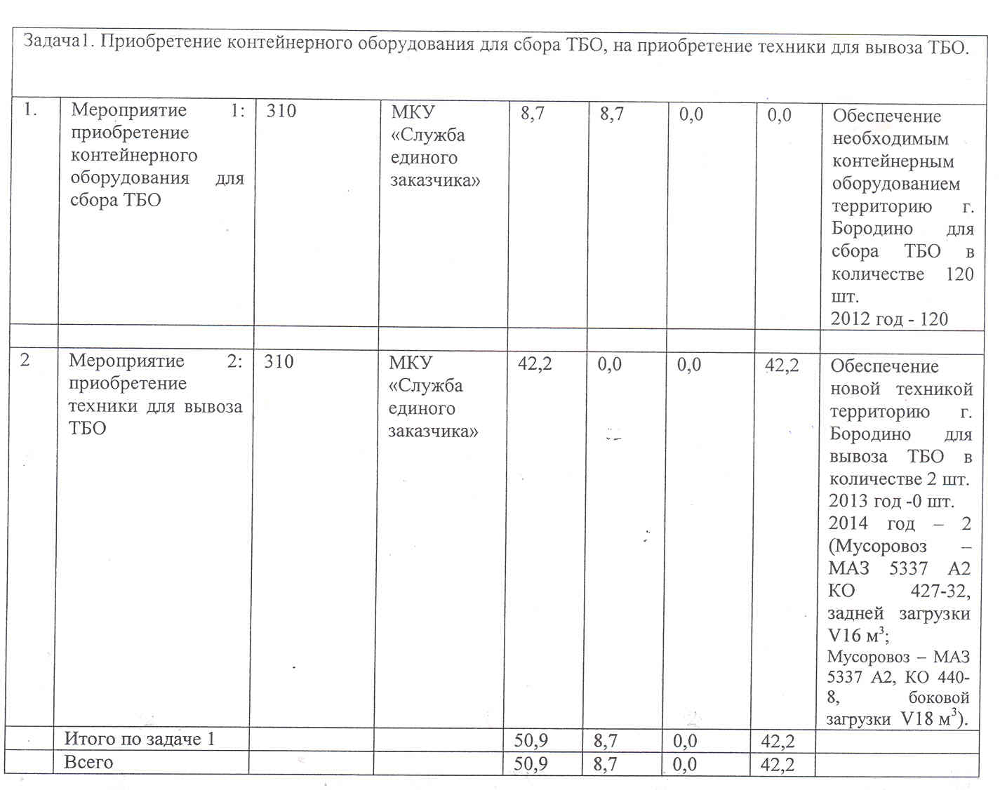 Задача1. Приобретение контейнерного оборудования для сбора ТБО, на приобретение техники для вывоза ТБО.
1.
Мероприятие 1:
приобретение
контейнерного
оборудования для
сбора ТБО
310
МКУ
«Служба
единого
заказчика»
8,7
8,7
0,0
0,0
Обеспечение
необходимым
контейнерным
оборудованием
территорию г.
Бородино для
сбора ТБО в
количестве 120
шт.
2012 год - 120
2
Мероприятие 2:
приобретение
техники для вывоза
ТБО
310
МКУ
«Служба
единого
заказчика»
42,2
0,0
0,0
42,2
Обеспечение
новой техникой
территорию г.
Бородино для
вывоза ТБО в
количестве 2 шт.
2013 год -0 шт.
2014 год – 2
(Мусоровоз –
МАЗ 5337 А2
КО 427-32,
задней загрузки
V16 м³;
Мусоровоз – МАЗ
5337 А2, КО 440-
8, боковой
загрузки V18 м³).
Итого по задаче 1
50,9
8,7
0,0
42,2
Всего
50,9
8,7
0,0
42,2